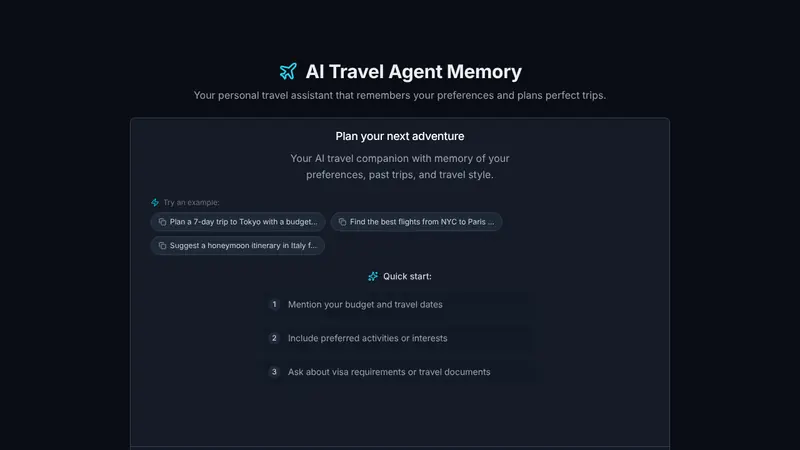 AI Travel Agent Memory
Your personal travel assistant that remembers your preferences and plans perfect trips.
Plan your next adventure
Your AI travel companion with memory of your
preferences, past trips, and travel style.
Try an example:
Plan a 7-day trip to Tokyo with a budget...
Find the best flights from NYC to Paris ...
Suggest a honeymoon itinerary in Italy f...
Quick start:
1 Mention your budget and travel dates
2 Include preferred activities or interests
3 Ask about visa requirements or travel documents